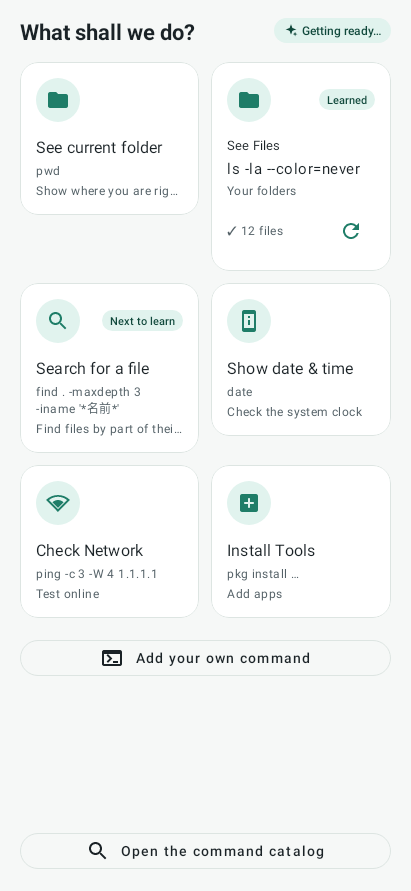 What shall we do?
Getting ready…
See current folder
pwd
Show where you are rig…
Learned
See Files
ls -la --color=never
Your folders
✓ 12 files
Next to learn
Search for a file
find . -maxdepth 3
-iname '*名前*'
Find files by part of thei…
Show date & time
date
Check the system clock
Check Network
ping -c 3 -W 4 1.1.1.1
Test online
Install Tools
pkg install …
Add apps
Add your own command
Open the command catalog